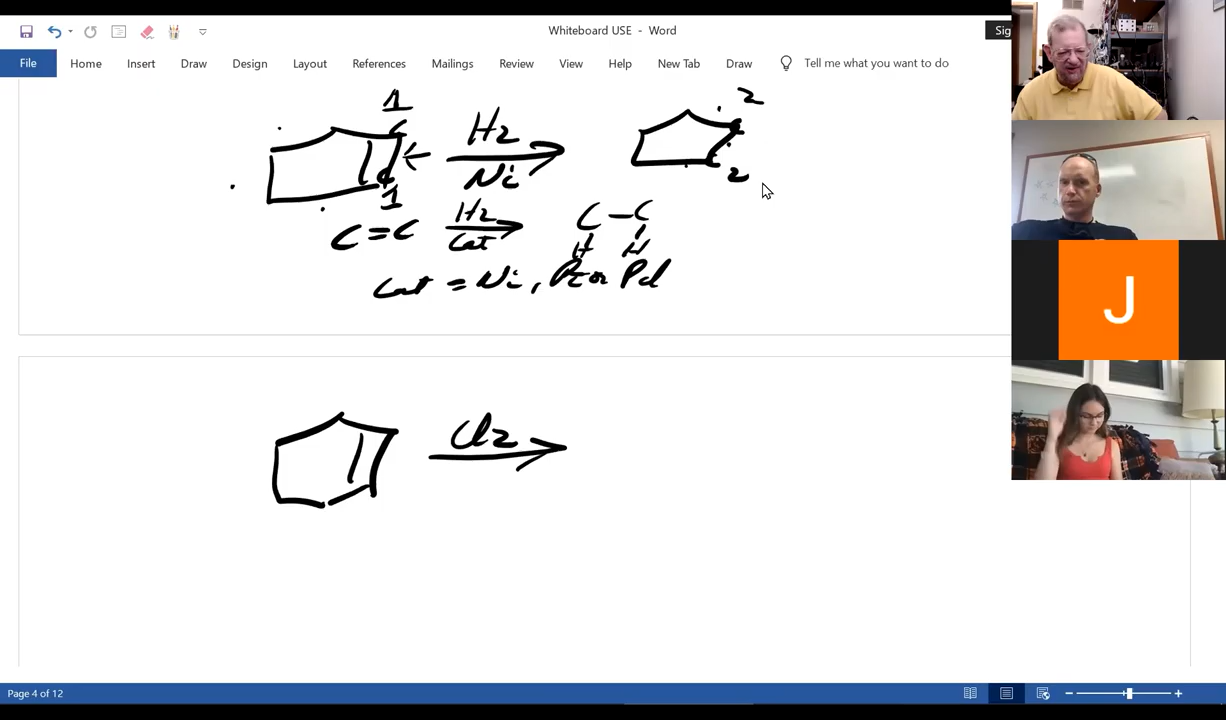 Whiteboard USE - Word
Sig
File Home Insert Draw Design Layout References Mailings Review View Help New Tab Draw Tell me what you want to do
1 H2 2
C C
Ni
C C
1 2
C=C H2 C-C
Cat H H
Cat = Ni, Pt or Pd
J
Cl2
Page 4 of 12